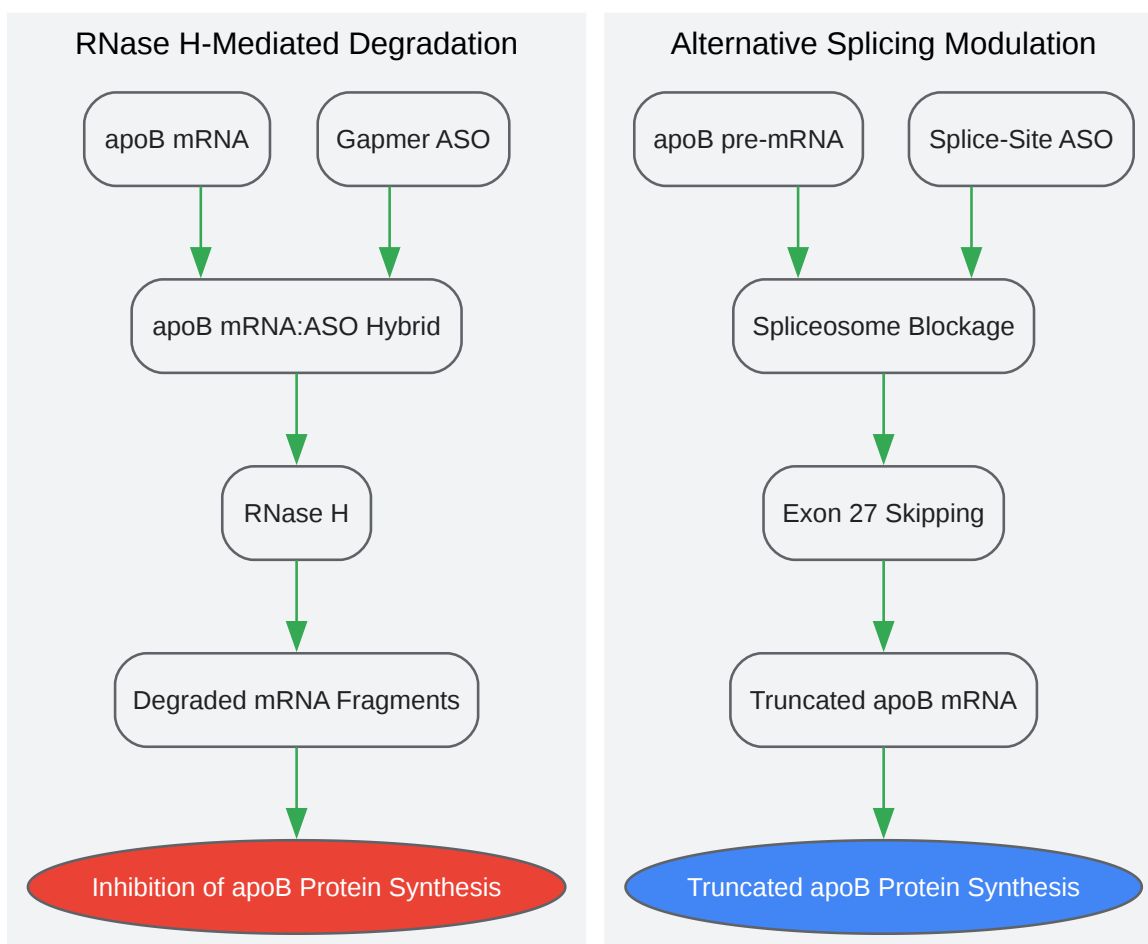 RNase H-Mediated Degradation
apoB mRNA
Gapmer ASO
apoB mRNA:ASO Hybrid
RNase H
Degraded mRNA Fragments
Inhibition of apoB Protein Synthesis
Alternative Splicing Modulation
apoB pre-mRNA
Splice-Site ASO
Spliceosome Blockage
Exon 27 Skipping
Truncated apoB mRNA
Truncated apoB Protein Synthesis